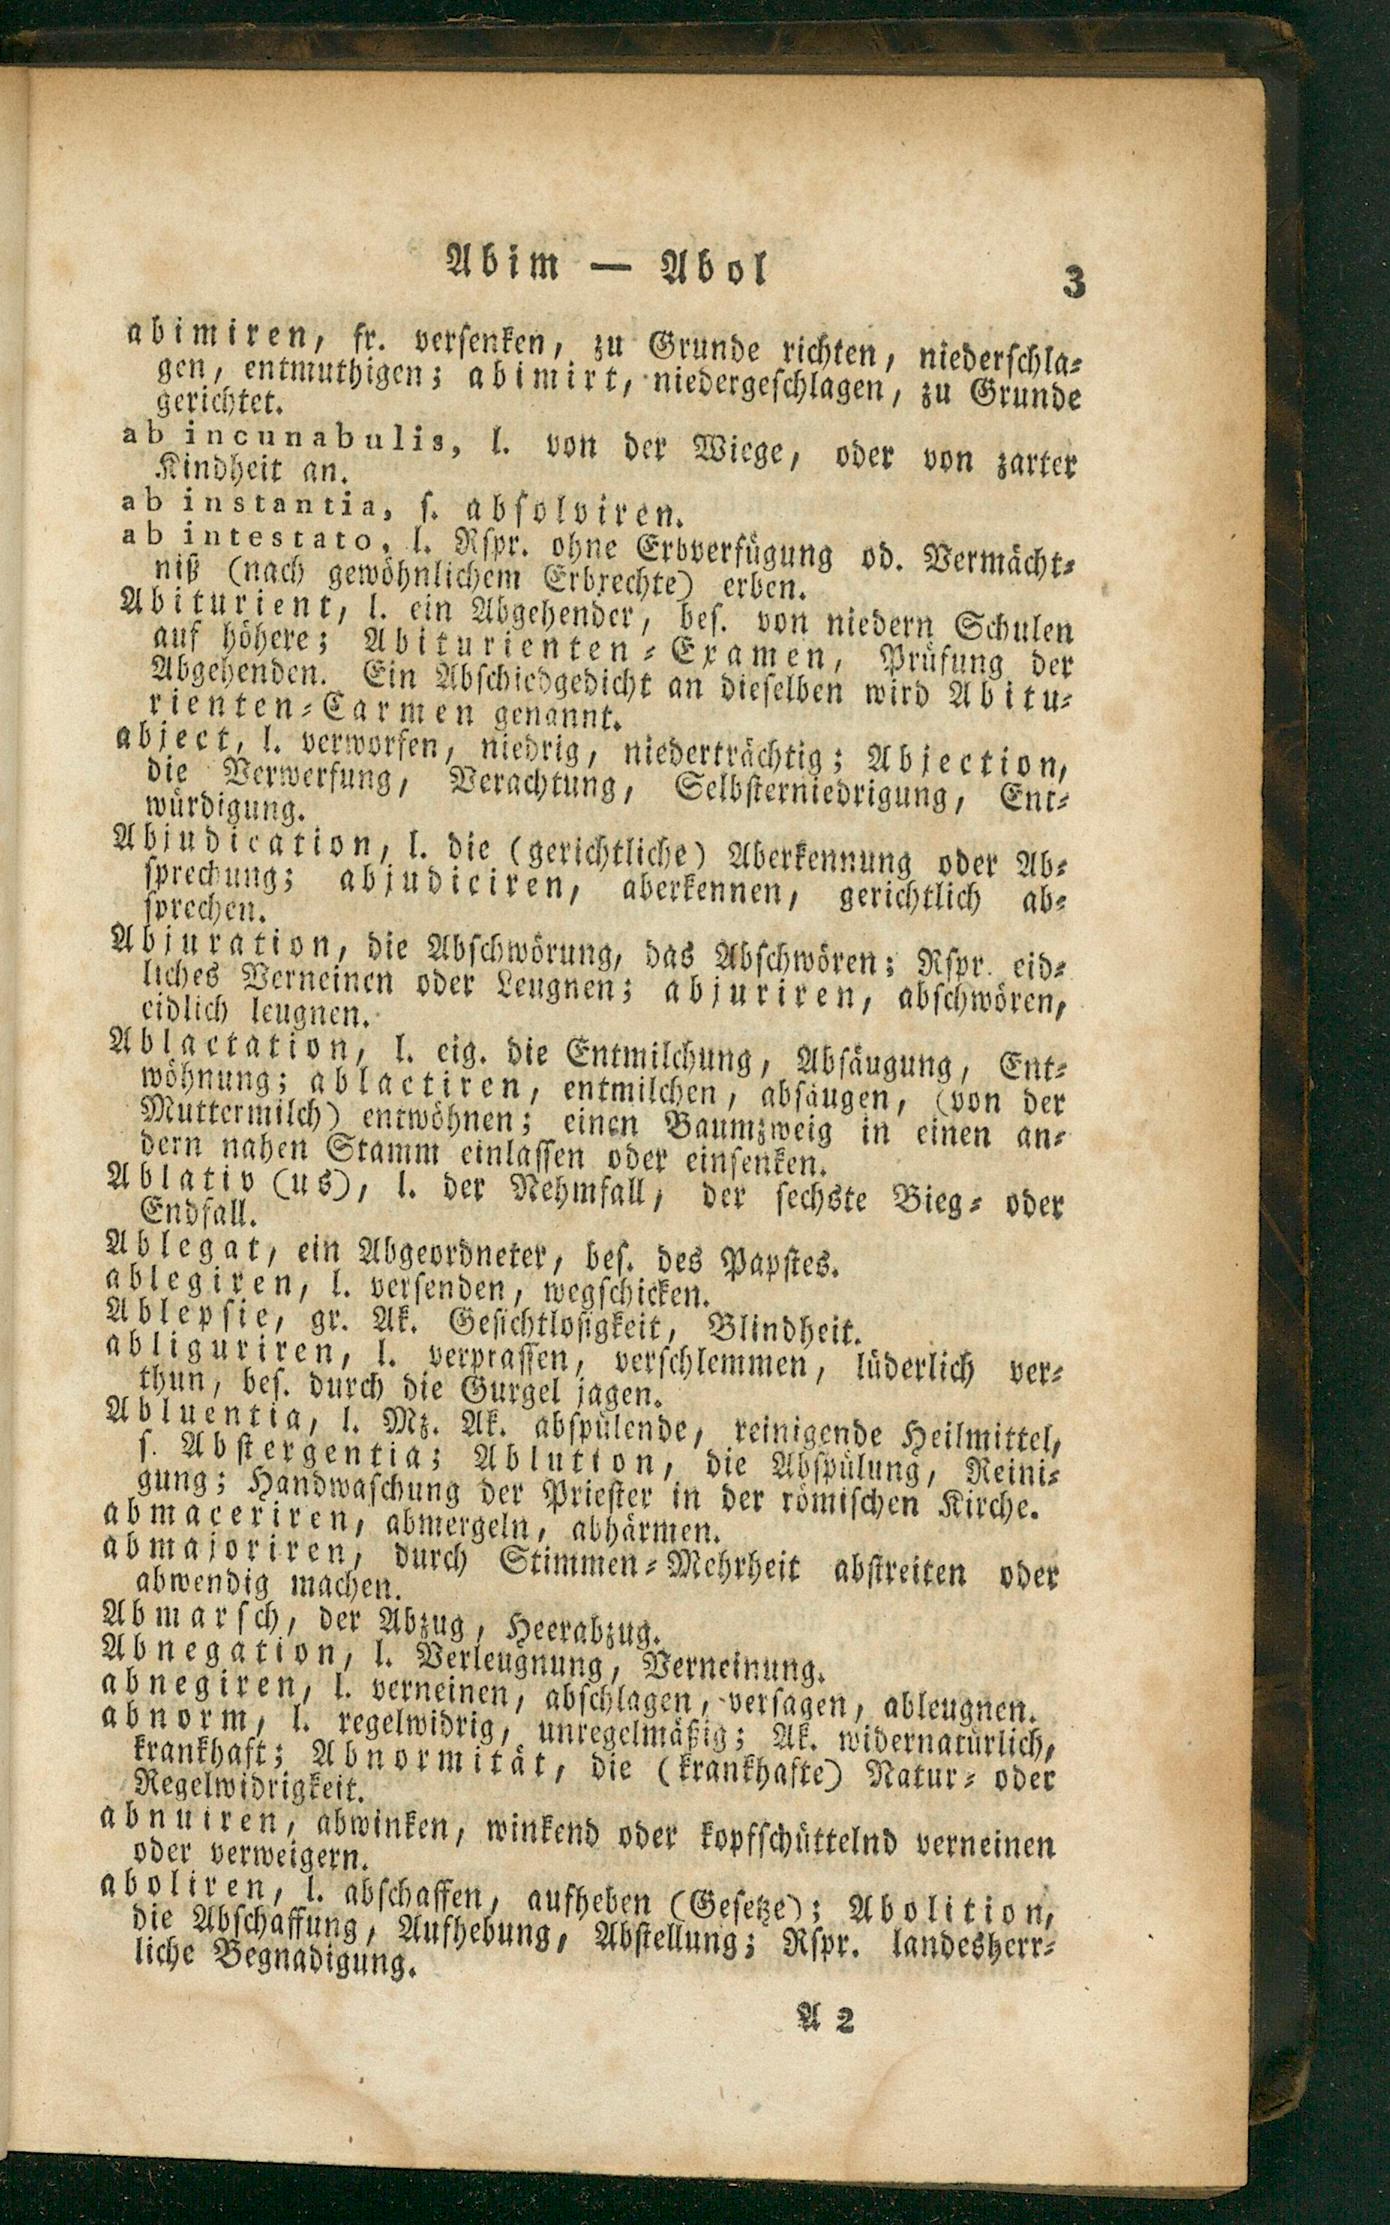 Abim — Abol
3
abimiren, fr. versenken, zu Grunde richten, niederschla-
gen, entmuthigen; abimirt, niedergeschlagen, zu Grunde
gerichtet.
ab incunabulis, l. von der Wiege, oder von zarter
Kindheit an.
ab instantia, s. absolviren.
ab intestato, l. Rspr. ohne Erbverfügung od. Vermächt-
niß (nach gewöhnlichem Erbrechte) erben.
Abiturient, l. ein Abgehender, bes. von niedern Schulen
auf höhere; Abiturienten-Examen, Prüfung der
Abgehenden. Ein Abschiedgedicht an dieselben wird Abitu-
rienten-Carmen genannt.
abject, l. verworfen, niedrig, niederträchtig; Abjection,
die Verwerfung, Verachtung, Selbsterniedrigung, Ent-
würdigung.
Abjudication, l. die (gerichtliche) Aberkennung oder Ab-
sprechung; abjudiciren, aberkennen, gerichtlich ab-
sprechen.
Abjuration, die Abschwörung, das Abschwören; Rspr. eid-
liches Verneinen oder Leugnen; abjuriren, abschwören,
eidlich leugnen.
Ablactation, l. eig. die Entmilchung, Absäugung, Ent-
wöhnung; ablactiren, entmilchen, absäugen, (von der
Muttermilch) entwöhnen; einen Baumzweig in einen an-
dern nahen Stamm einlassen oder einsenken.
Ablativ(us), l. der Nehmfall, der sechste Bieg- oder
Endfall.
Ablegat, ein Abgeordneter, bes. des Papstes.
ablegiren, l. versenden, wegschicken.
Ablepsie, gr. Ak. Gesichtlosigkeit, Blindheit.
abliguriren, l. verprassen, verschlemmen, lüderlich ver-
thun, bes. durch die Gurgel jagen.
Abluentia, l. Mz. Ak. abspülende, reinigende Heilmittel,
s. Abstergentia; Ablution, die Abspülung, Reini-
gung; Handwaschung der Priester in der römischen Kirche.
abmaceriren, abmergeln, abhärmen.
abmajoriren, durch Stimmen-Mehrheit abstreiten oder
abwendig machen.
Abmarsch, der Abzug, Heerabzug.
Abnegation, l. Verleugnung, Verneinung.
abnegiren, l. verneinen, abschlagen, versagen, ableugnen.
abnorm, l. regelwidrig, unregelmäßig; Ak. widernatürlich,
krankhaft; Abnormität, die (krankhafte) Natur- oder
Regelwidrigkeit.
abnuiren, abwinken, winkend oder kopfschüttelnd verneinen
oder verweigern.
aboliren, l. abschaffen, aufheben (Gesetze); Abolition,
die Abschaffung, Aufhebung, Abstellung; Rspr. landesherr-
liche Begnadigung.
A 2